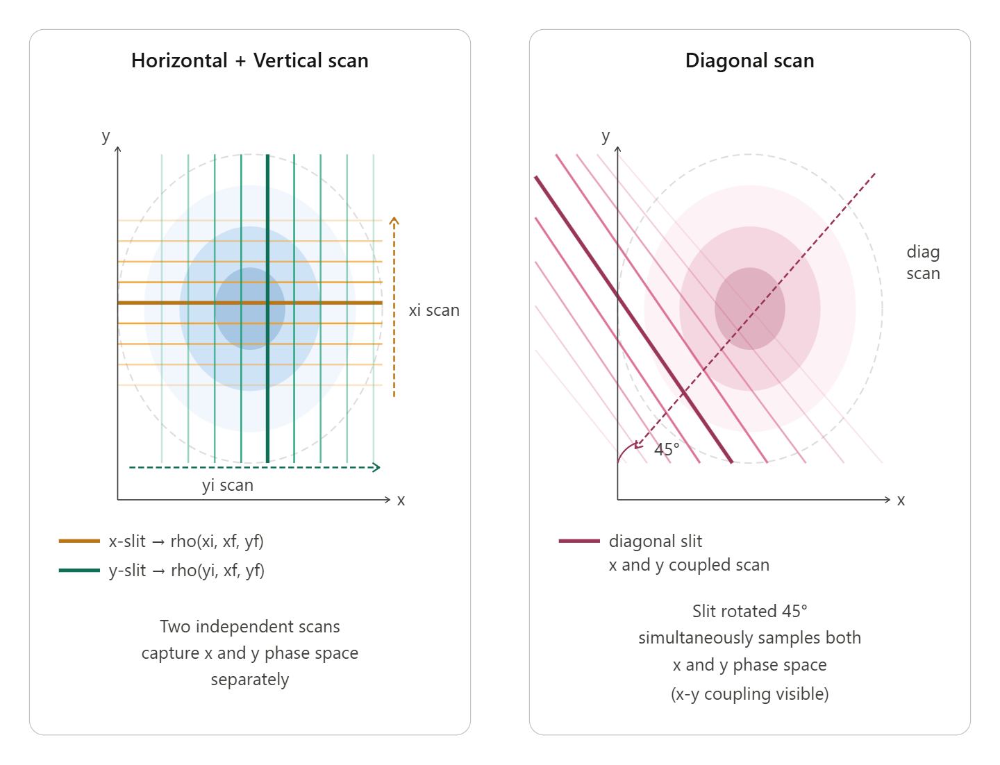 Horizontal + Vertical scan
y
xi scan
yi scan
x
x-slit → rho(xi, xf, yf)
y-slit → rho(yi, xf, yf)
Two independent scans
capture x and y phase space
separately
Diagonal scan
y
diag
scan
45°
x
diagonal slit
x and y coupled scan
Slit rotated 45°
simultaneously samples both
x and y phase space
(x-y coupling visible)